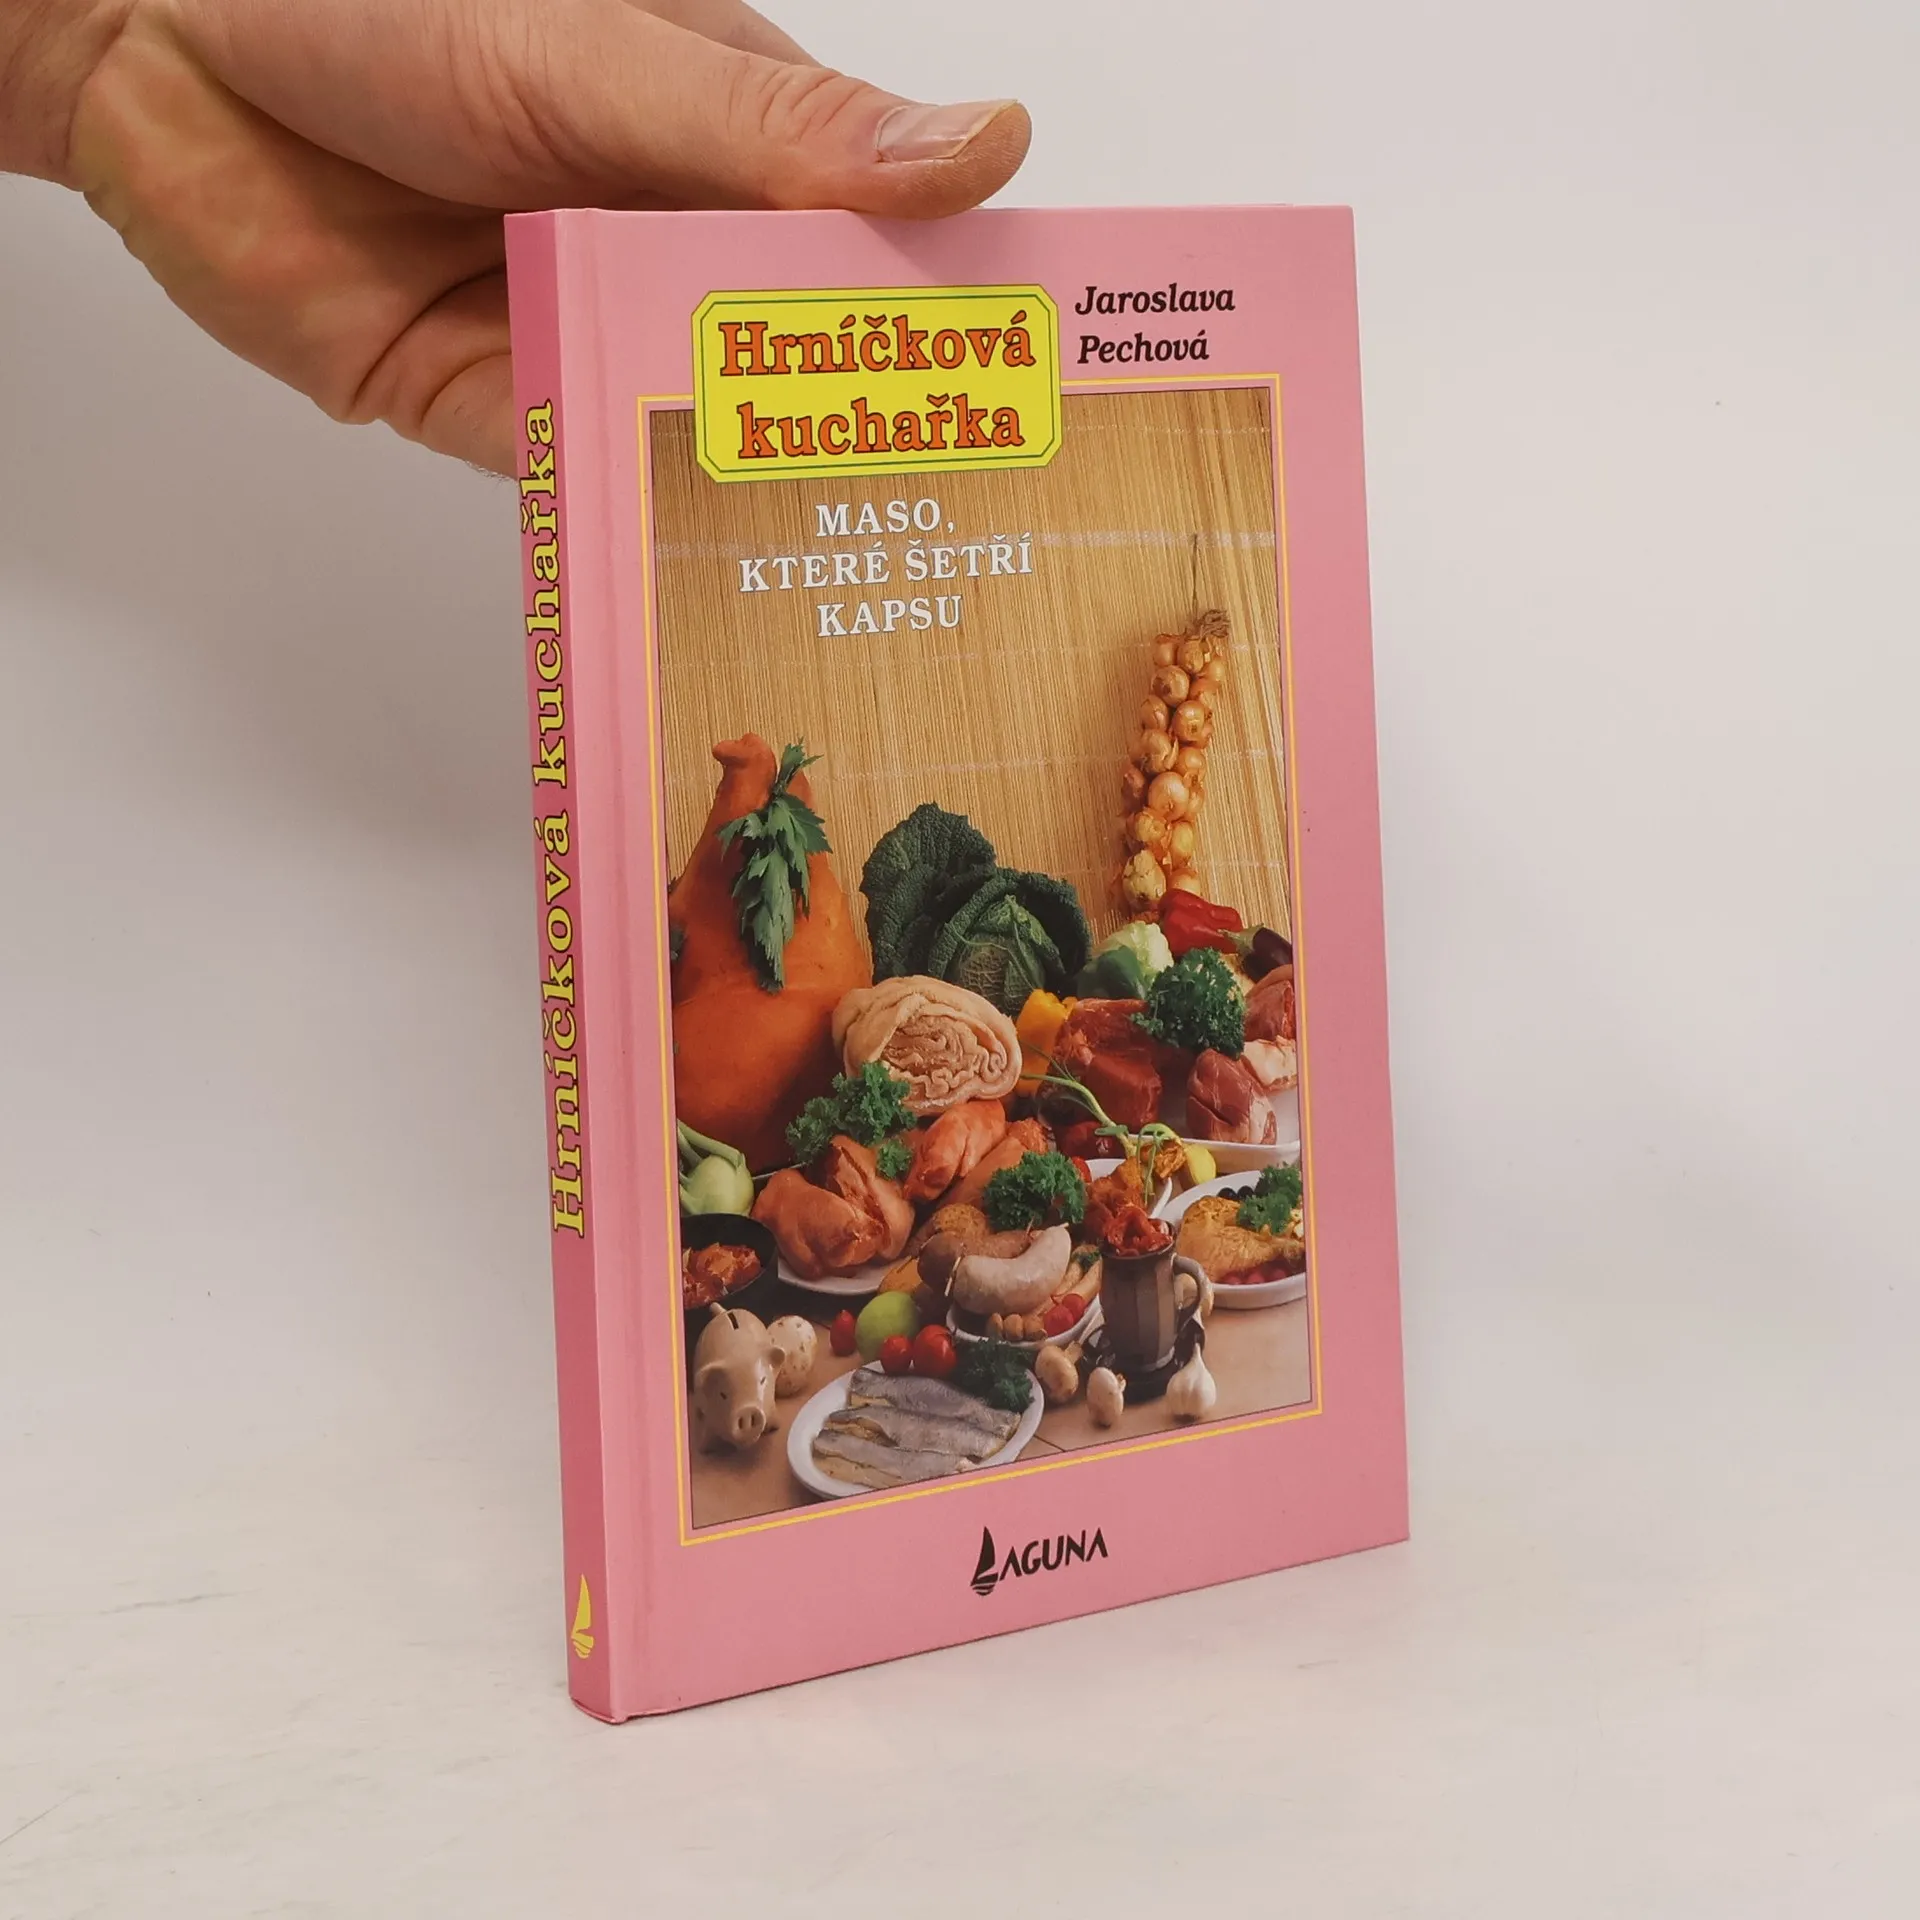 Hrníčková kuchařka
Hrníčková
kuchařka
Jaroslava
Pechová
MASO,
KTERÉ ŠETŘÍ
KAPSU
LAGUNA